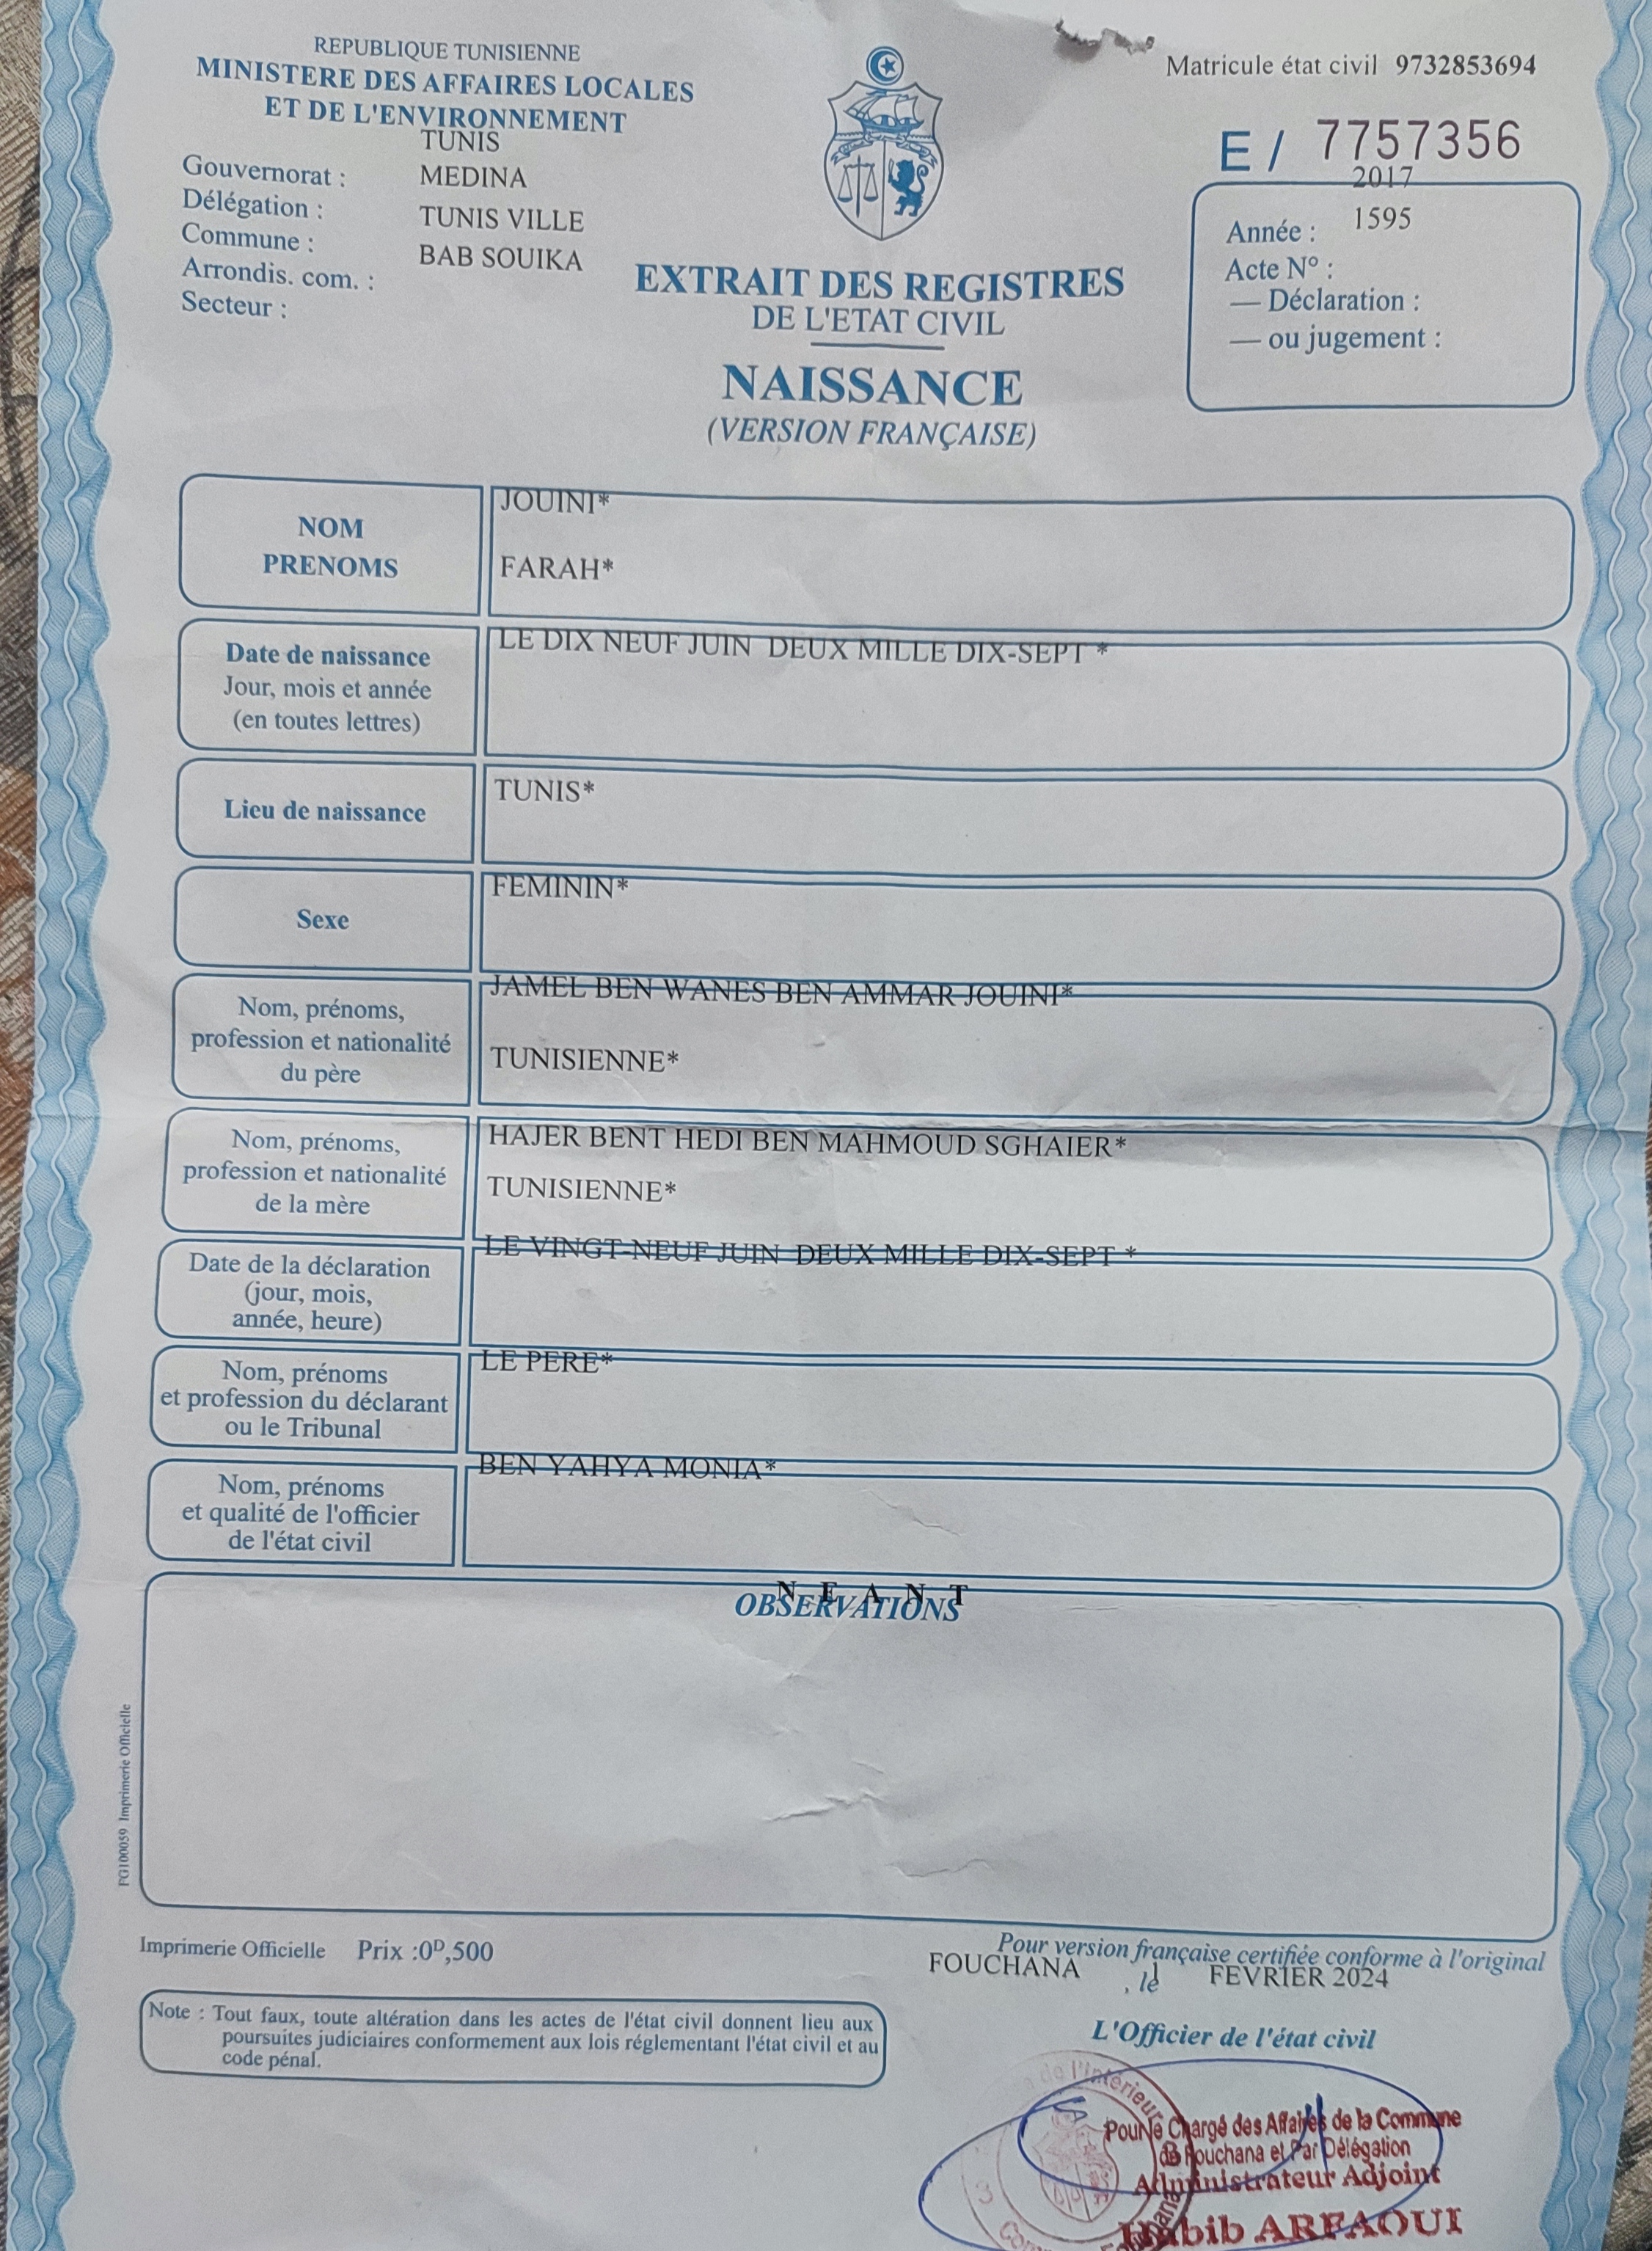 REPUBLIQUE TUNISIENNE
MINISTERE DES AFFAIRES LOCALES
ET DE L'ENVIRONNEMENT
Gouvernorat : TUNIS
Délégation : MEDINA
Commune : TUNIS VILLE
Arrondis. com. : BAB SOUIKA
Secteur :
Matricule état civil 9732853694
E / 7757356
Année : 2017
Acte N° : 1595
— Déclaration :
— ou jugement :
EXTRAIT DES REGISTRES
DE L'ETAT CIVIL
NAISSANCE
(VERSION FRANÇAISE)
NOM
PRENOMS
JOUINI*
FARAH*
Date de naissance
Jour, mois et année
(en toutes lettres)
LE DIX NEUF JUIN DEUX MILLE DIX-SEPT *
Lieu de naissance
TUNIS*
Sexe
FEMININ*
Nom, prénoms,
profession et nationalité
du père
JAMEL BEN WANES BEN AMMAR JOUINI*
TUNISIENNE*
Nom, prénoms,
profession et nationalité
de la mère
HAJER BENT HEDI BEN MAHMOUD SGHAIER*
TUNISIENNE*
Date de la déclaration
(jour, mois,
année, heure)
LE VINGT-NEUF JUIN DEUX MILLE DIX-SEPT *
Nom, prénoms
et profession du déclarant
ou le Tribunal
LE PERE*
Nom, prénoms
et qualité de l'officier
de l'état civil
BEN YAHYA MONIA*
N E A N T
OBSERVATIONS
FG100059 Imprimerie Officielle
Imprimerie Officielle Prix :0ᴰ,500
Pour version française certifiée conforme à l'original
FOUCHANA , le 1 FEVRIER 2024
Note : Tout faux, toute altération dans les actes de l'état civil donnent lieu aux
poursuites judiciaires conformement aux lois réglementant l'état civil et au
code pénal.
L'Officier de l'état civil
de l'Intérieur
Pour le Chargé des Affaires de la Commune
de Fouchana et Par Délégation
Administrateur Adjoint
Habib ARFAOUI